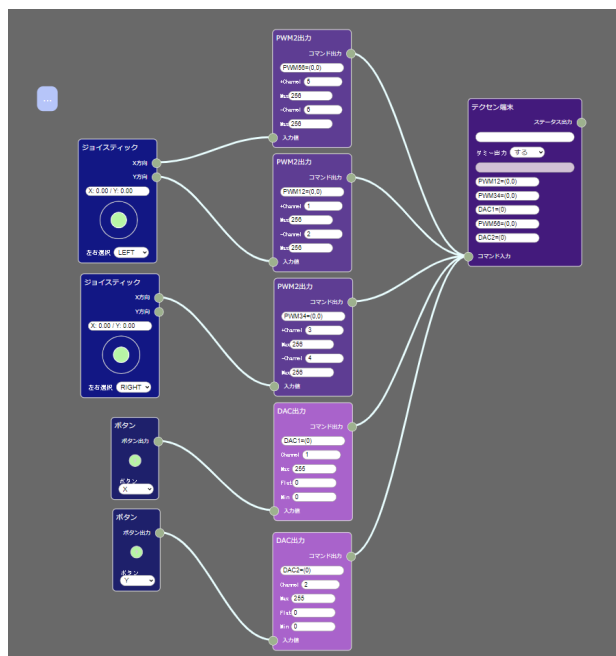 ...
ジョイスティック
X方向
Y方向
X: 0.00 / Y: 0.00
左右選択 LEFT
ジョイスティック
X方向
Y方向
X: 0.00 / Y: 0.00
左右選択 RIGHT
ボタン
ボタン出力
ボタン
X
ボタン
ボタン出力
ボタン
Y
PWM2出力
コマンド出力
PWM56=(0,0)
+Channel 5
Max 256
-Channel 6
Max 256
入力値
PWM2出力
コマンド出力
PWM12=(0,0)
+Channel 1
Max 256
-Channel 2
Max 256
入力値
PWM2出力
コマンド出力
PWM34=(0,0)
+Channel 3
Max 256
-Channel 4
Max 256
入力値
DAC出力
コマンド出力
DAC1=(0)
Channel 1
Max 255
Flat 0
Min 0
入力値
DAC出力
コマンド出力
DAC2=(0)
Channel 2
Max 255
Flat 0
Min 0
入力値
テクセン端末
ステータス出力
ダミー出力 する
PWM12=(0,0)
PWM34=(0,0)
DAC1=(0)
PWM56=(0,0)
DAC2=(0)
コマンド入力